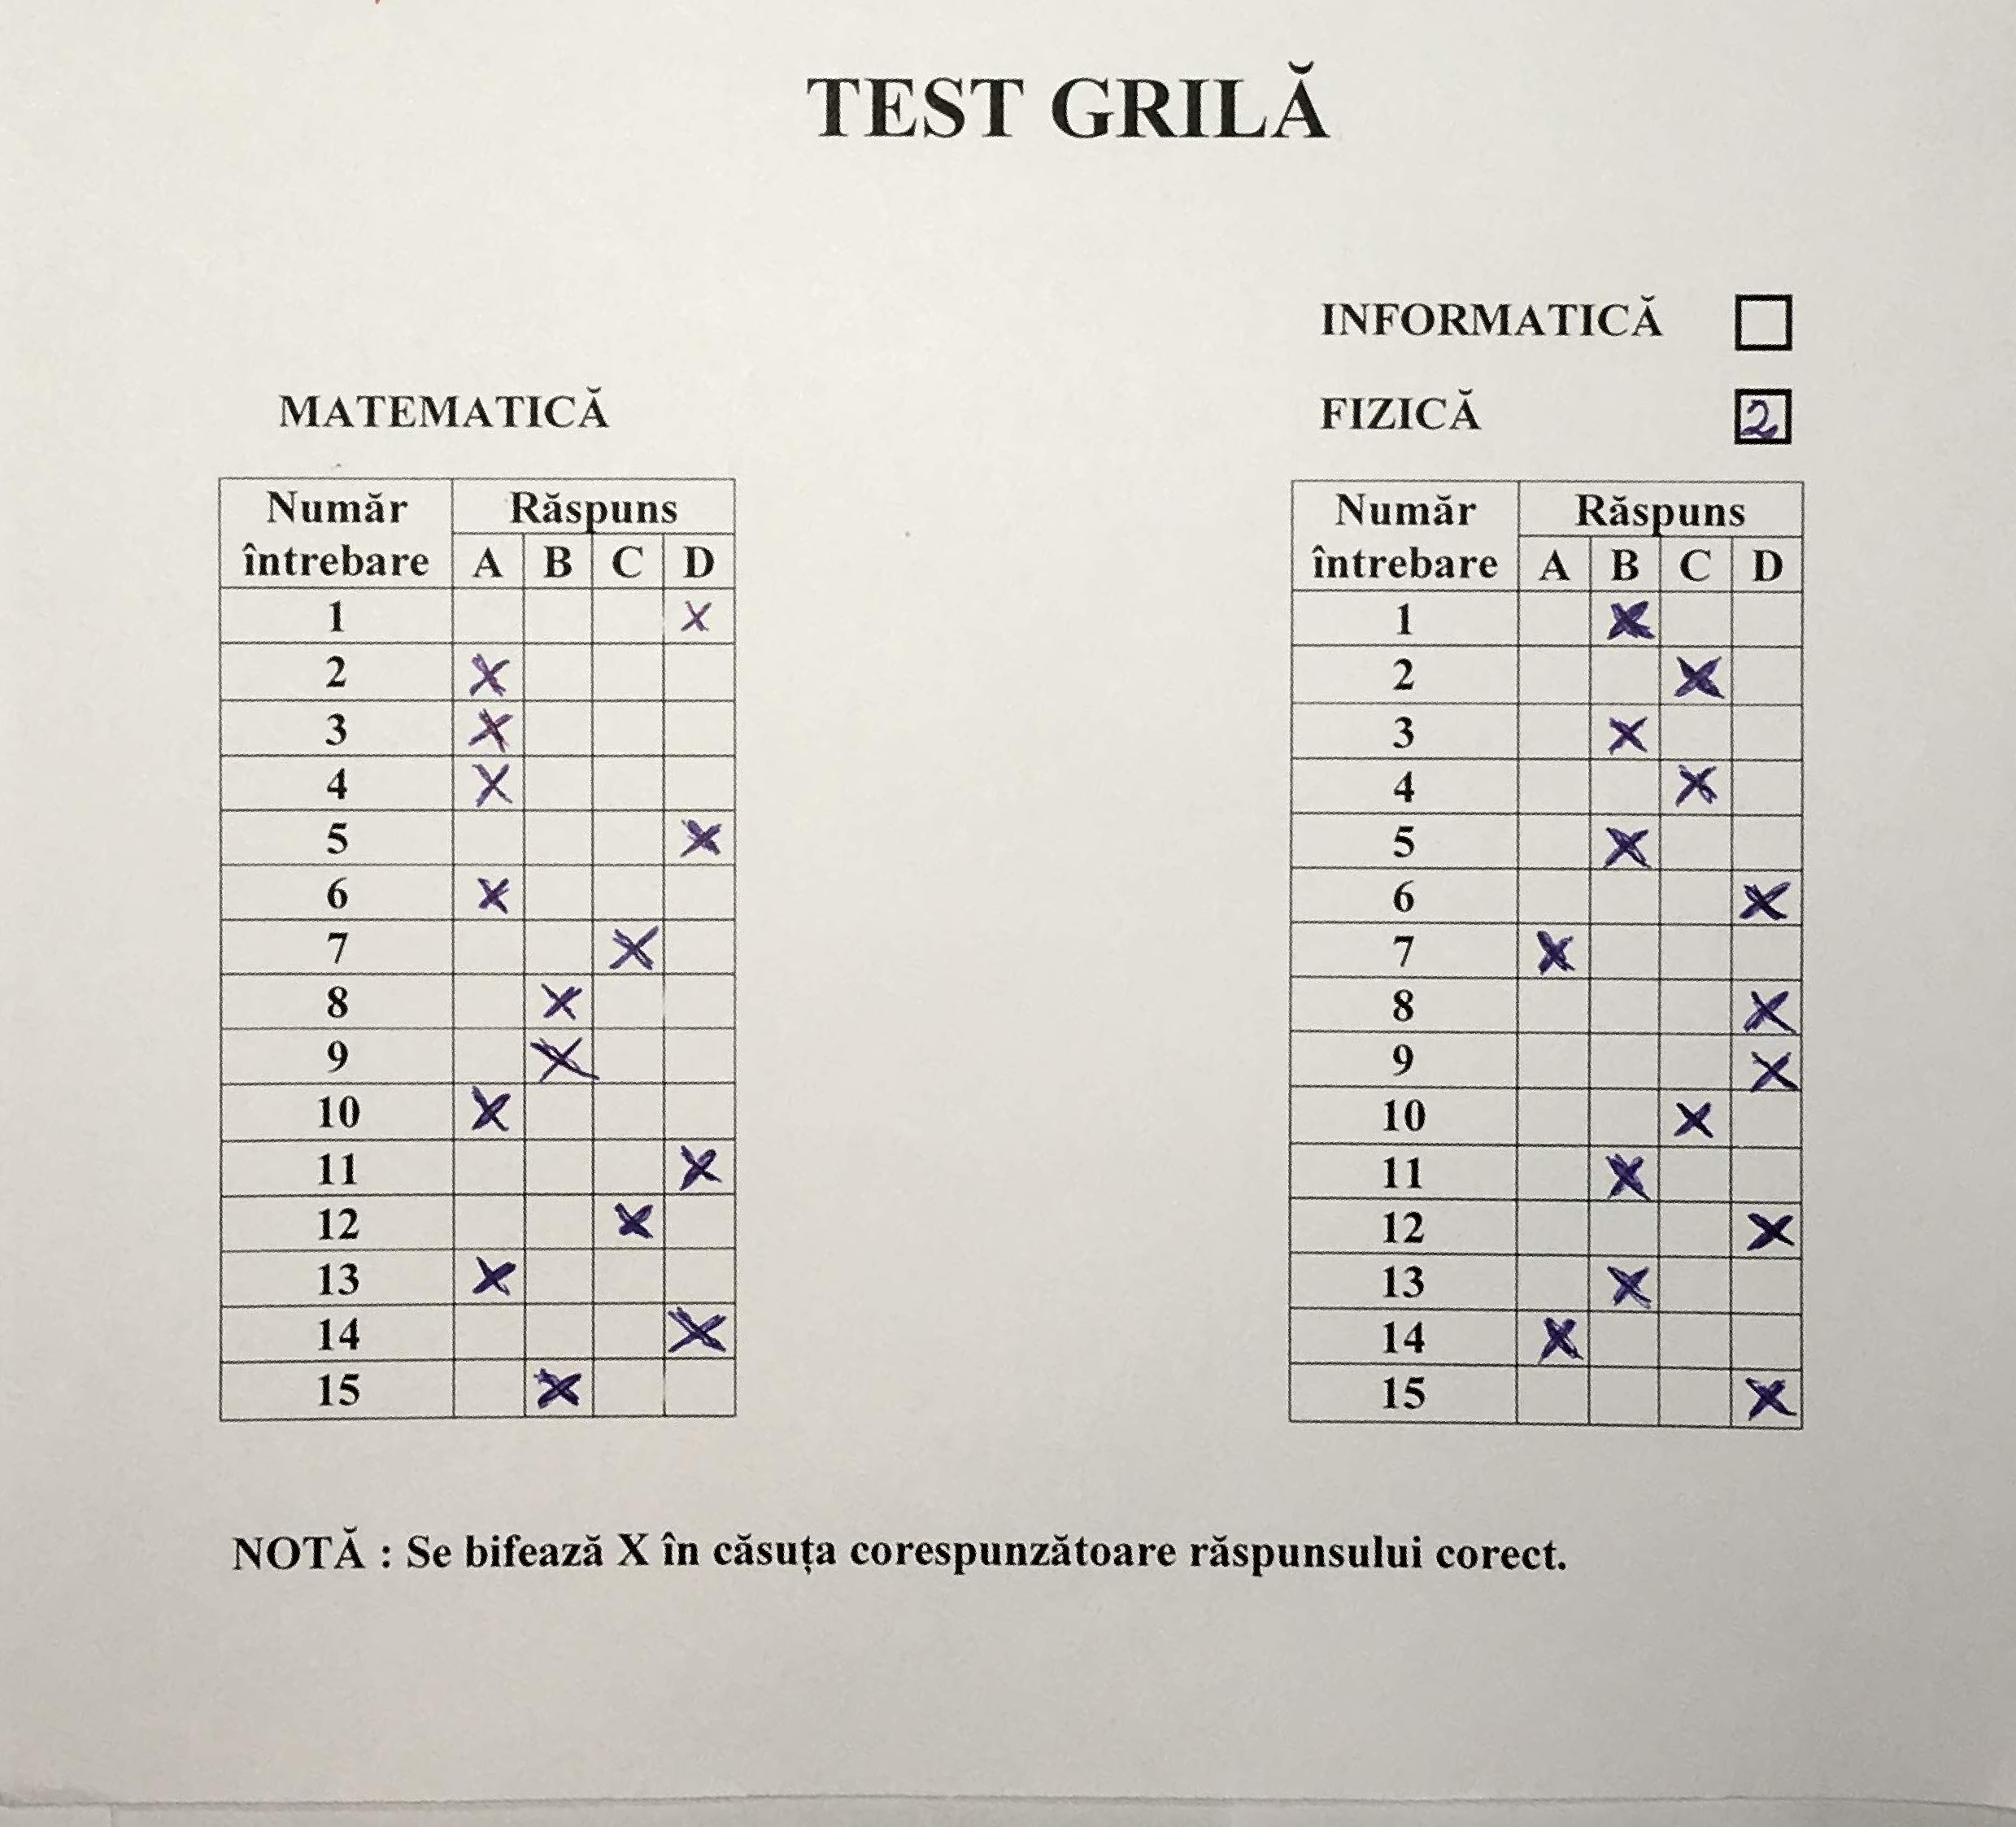 TEST GRILĂ
INFORMATICĂ
MATEMATICĂ
FIZICĂ 2
Număr Răspuns
întrebare A B C D
1 X
2 X
3 X
4 X
5 X
6 X
7 X
8 X
9 X
10 X
11 X
12 X
13 X
14 X
15 X
Număr Răspuns
întrebare A B C D
1 X
2 X
3 X
4 X
5 X
6 X
7 X
8 X
9 X
10 X
11 X
12 X
13 X
14 X
15 X
NOTĂ : Se bifează X în căsuța corespunzătoare răspunsului corect.